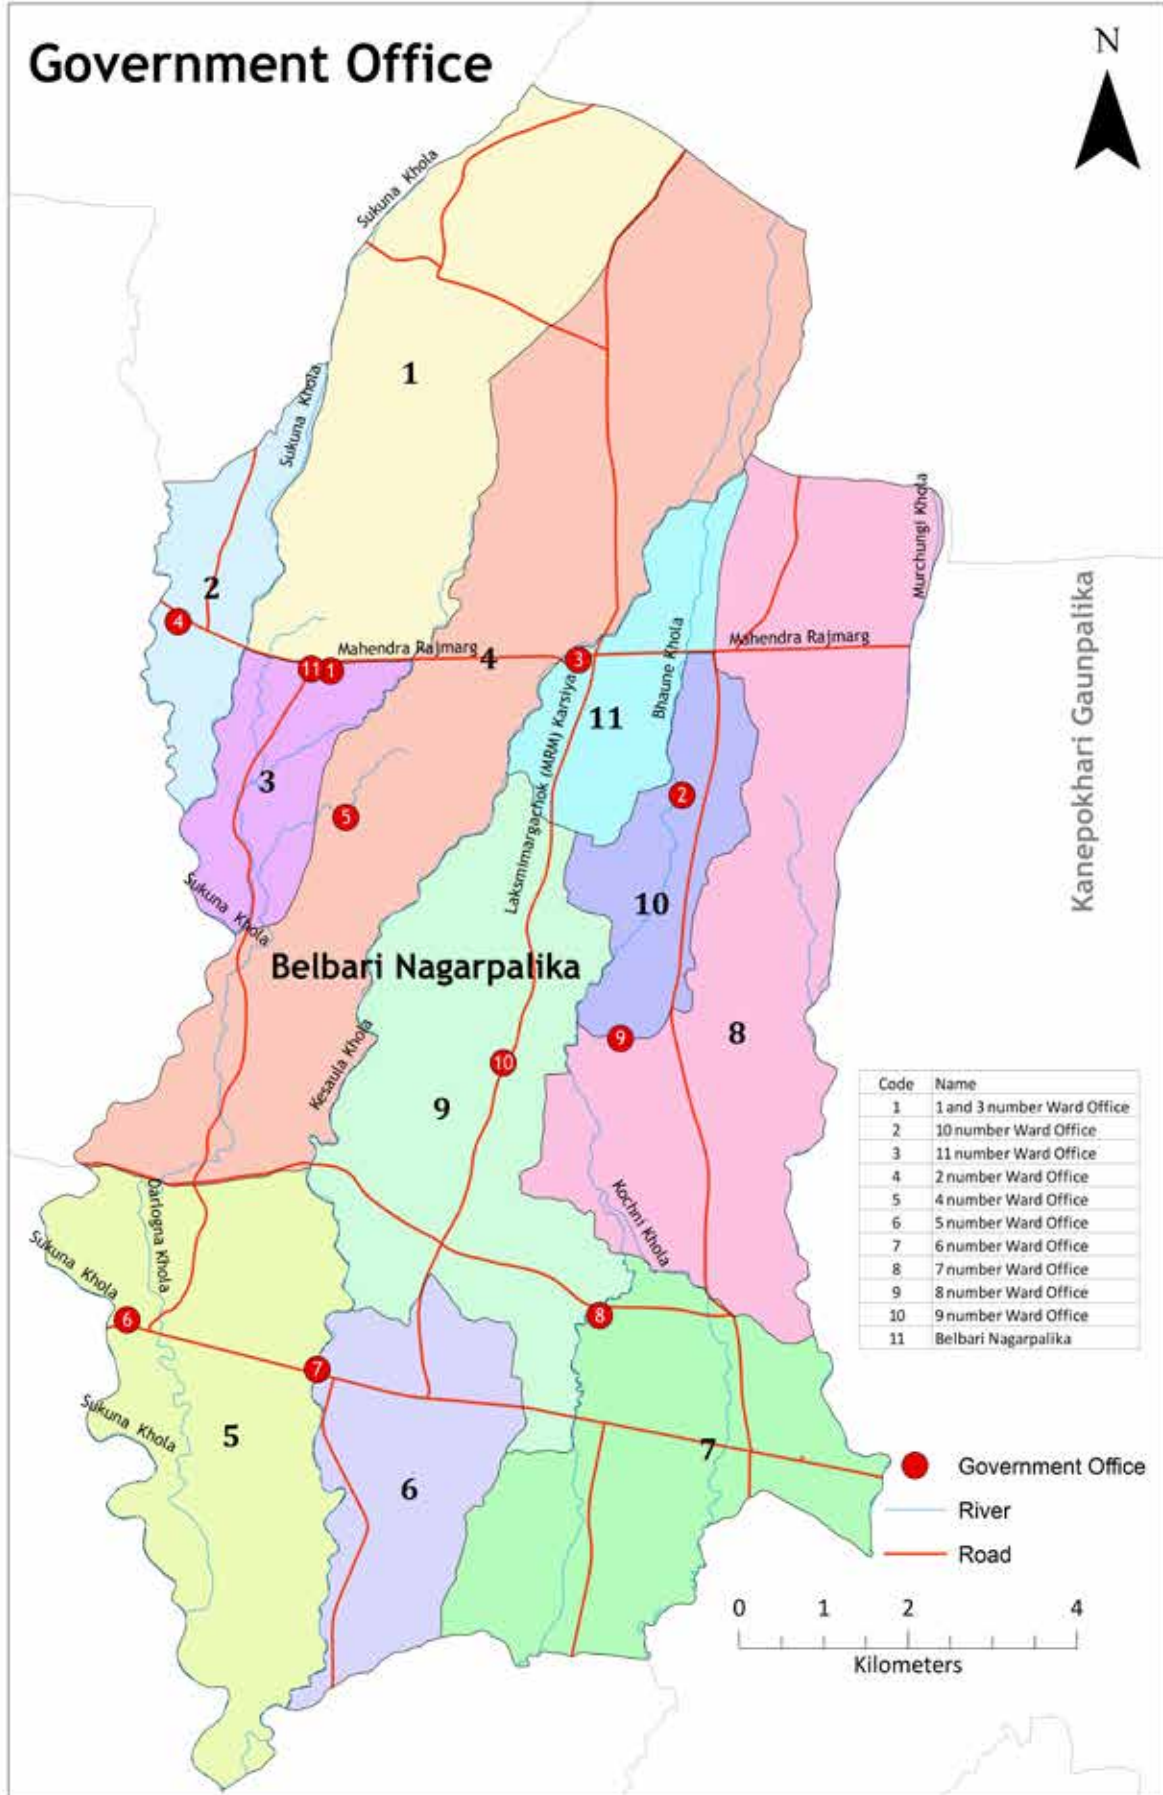 Government Office
N
Sukuna Khola
1
Sukuna Khola
Murchungi Khola
2
4
Mahendra Rajmarg
Mahendra Rajmarg
4
3
11
1
Bhaune Khola
Kanepokhari Gaunpalika
11
Laksmimargachok (MRM) Karsiya
3
2
5
Sukuna Khola
10
Belbari Nagarpalika
9
8
10
Kesaula Khola
9
Code Name
1 1 and 3 number Ward Office
2 10 number Ward Office
3 11 number Ward Office
4 2 number Ward Office
5 4 number Ward Office
6 5 number Ward Office
7 6 number Ward Office
8 7 number Ward Office
9 8 number Ward Office
10 9 number Ward Office
11 Belbari Nagarpalika
Darlogna Khola
Kochni Khola
Sukuna Khola
6
8
7
Sukuna Khola
5
6
7
Government Office
River
Road
0 1 2 4
Kilometers